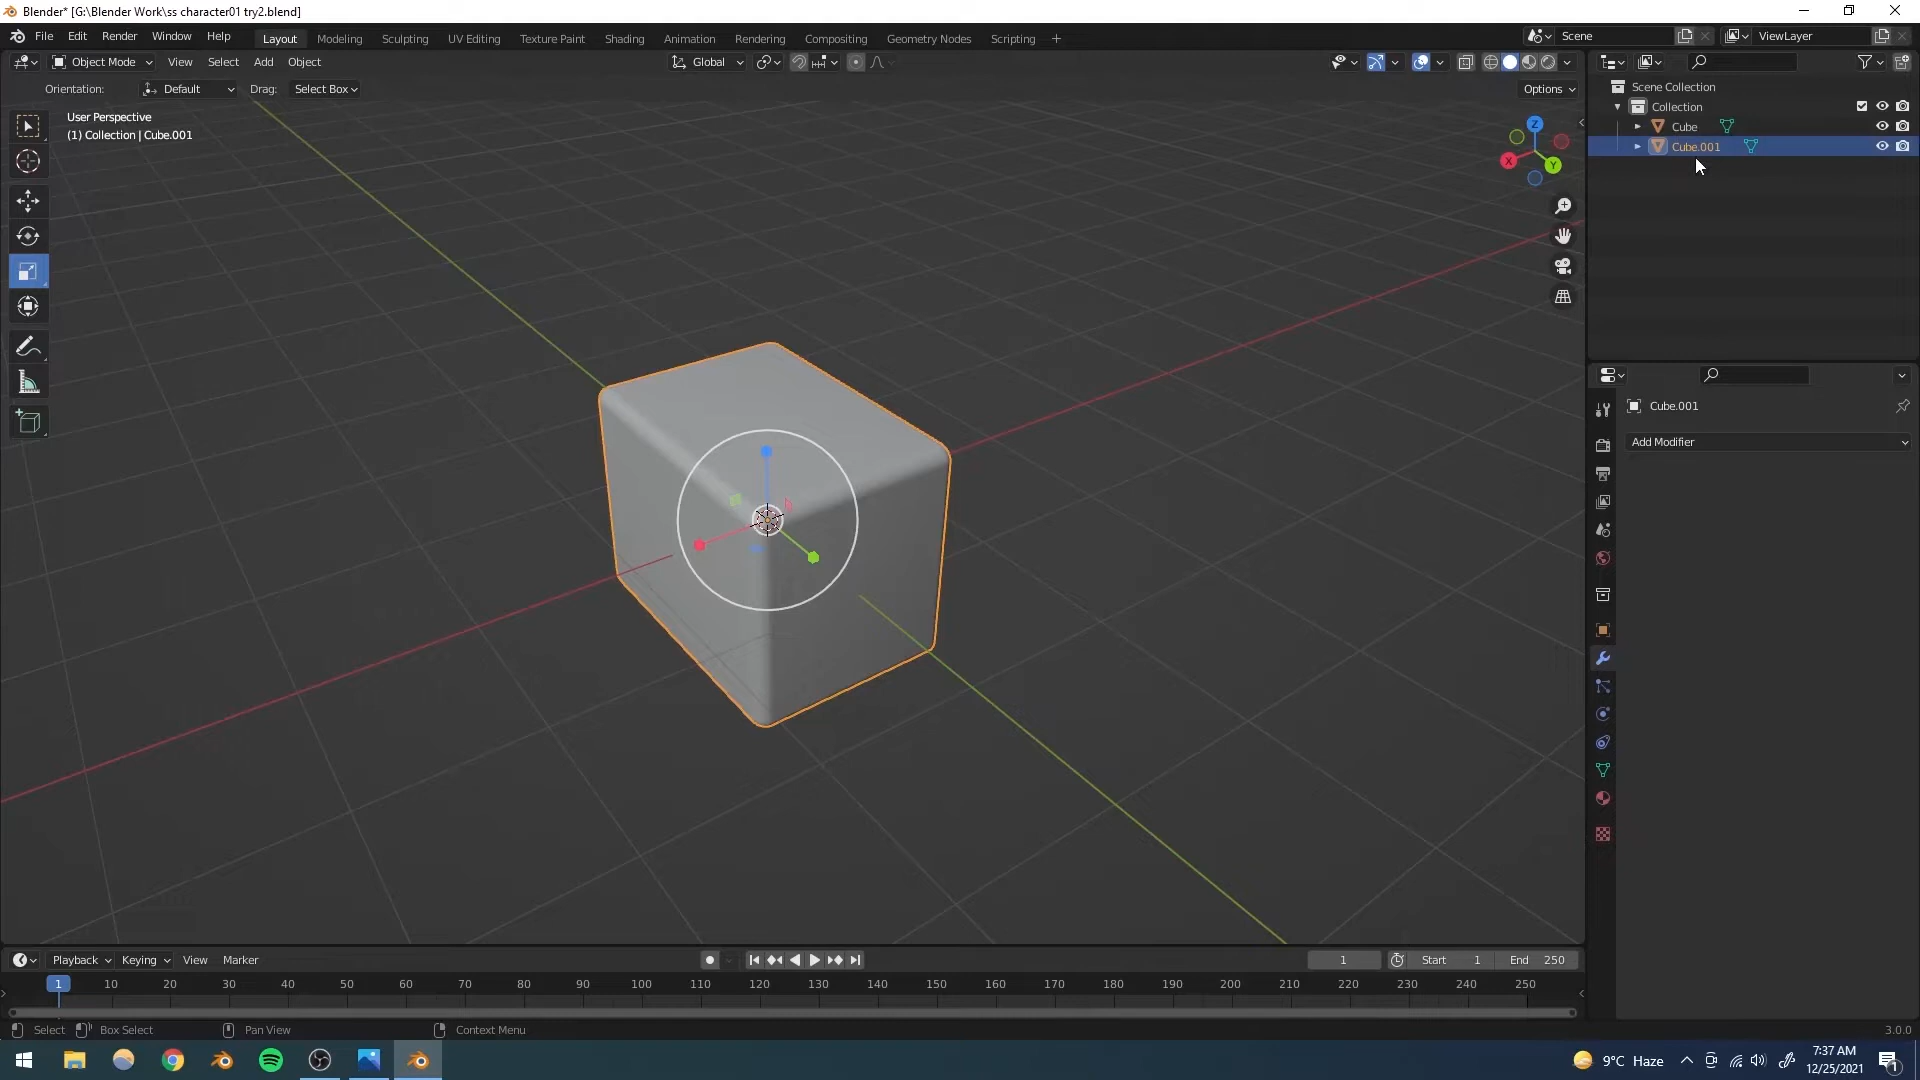 Blender* [G:\Blender Work\ss character01 try2.blend]
File Edit Render Window Help Layout Modeling Sculpting UV Editing Texture Paint Shading Animation Rendering Compositing Geometry Nodes Scripting + Scene ViewLayer
Object Mode View Select Add Object Global
Orientation: Default Drag: Select Box Options
Scene Collection
Collection
Cube
Cube.001
User Perspective
(1) Collection | Cube.001
Z
X
Y
Cube.001
Add Modifier
Playback Keying View Marker 1 Start 1 End 250
1 10 20 30 40 50 60 70 80 90 100 110 120 130 140 150 160 170 180 190 200 210 220 230 240 250
Select Box Select Pan View Context Menu 3.0.0
9°C Haze
7:37 AM
12/25/2021
1